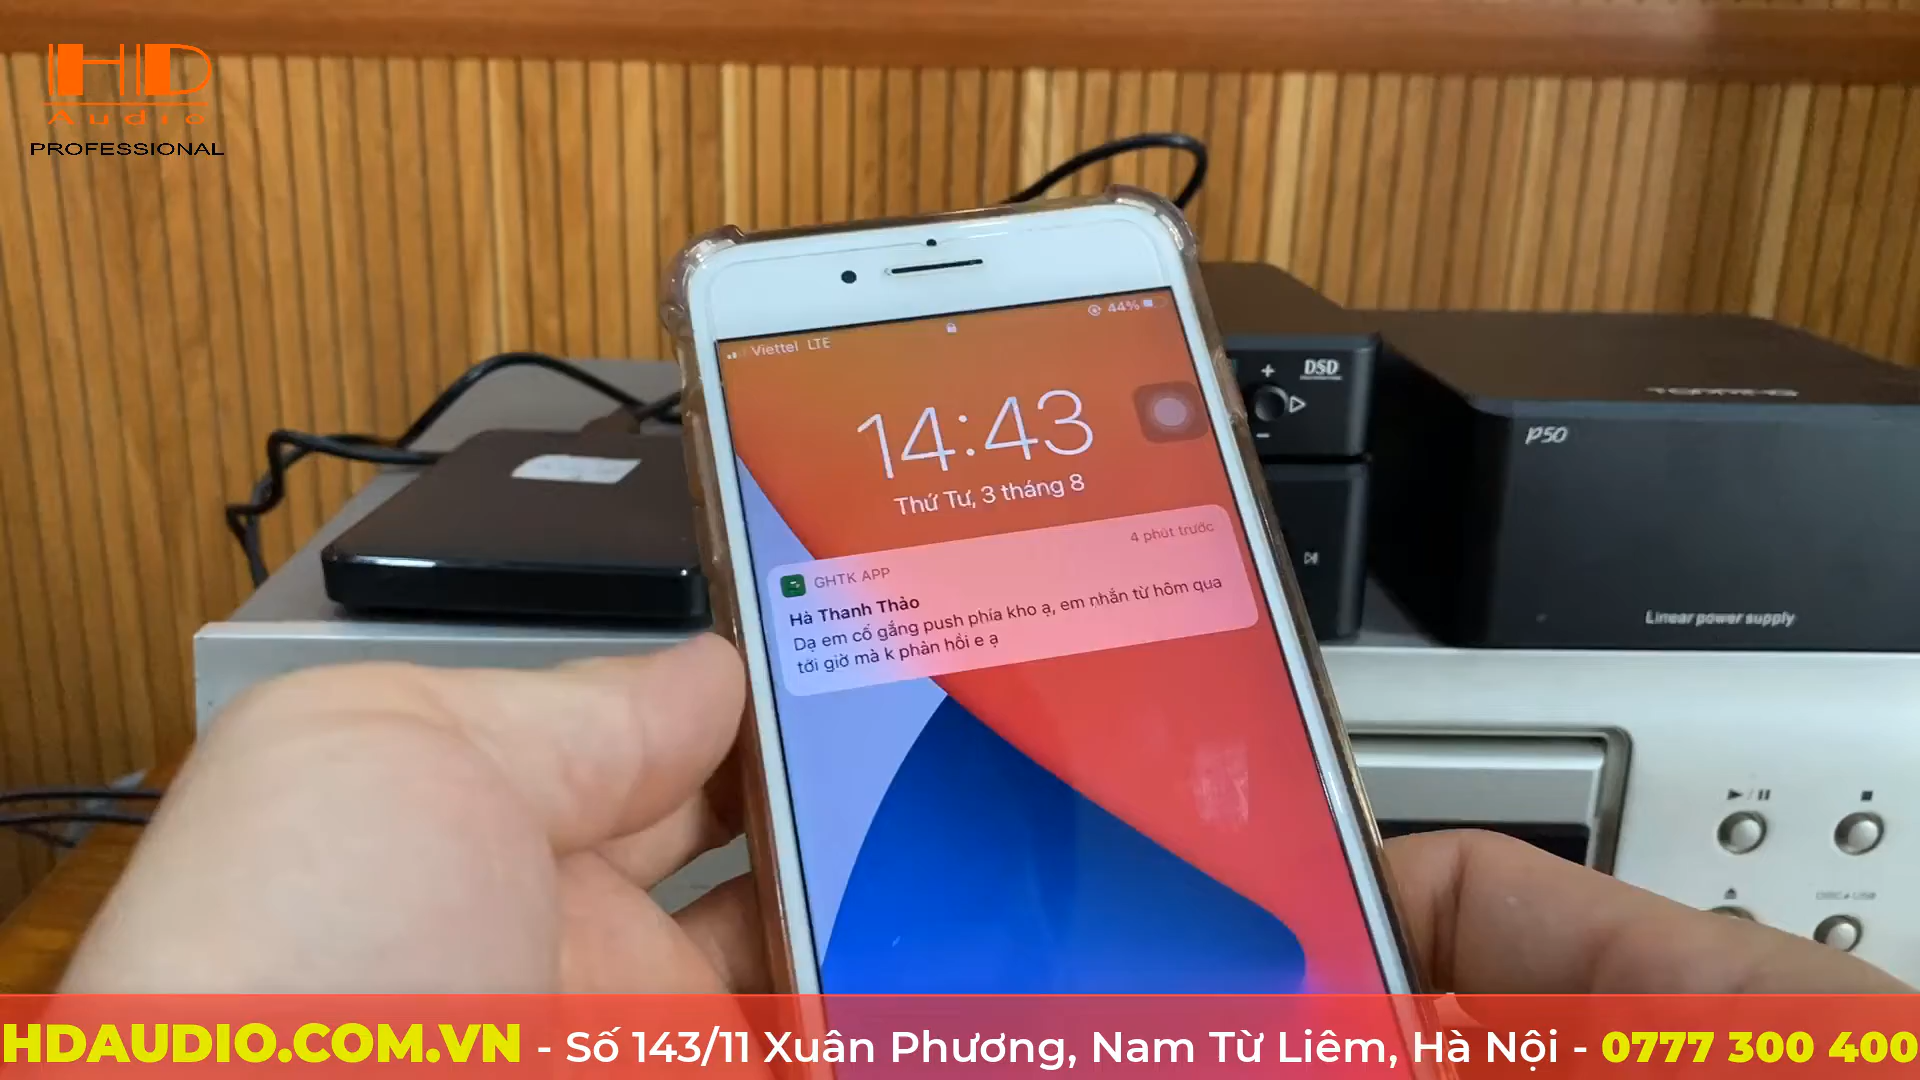 HD
Audio
PROFESSIONAL
Viettel LTE
44%
14:43
Thứ Tư, 3 tháng 8
GHTK APP
4 phút trước
Hà Thanh Thảo
Dạ em cố gắng push phía kho ạ, em nhắn từ hôm qua
tới giờ mà k phản hồi e ạ
+
DSD
-
P50
Linear power supply
HDAUDIO.COM.VN - Số 143/11 Xuân Phương, Nam Từ Liêm, Hà Nội - 0777 300 400